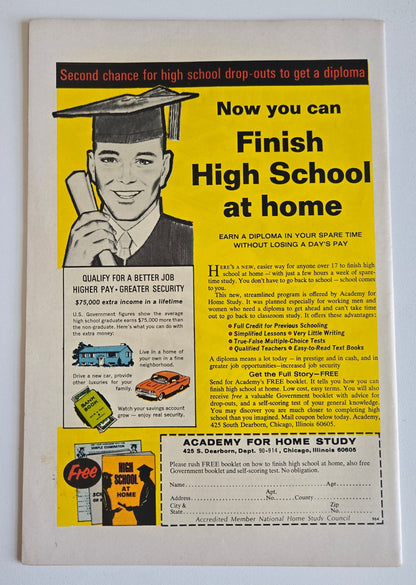 Second chance for high school drop-outs to get a diploma
Now you can
Finish
High School
at home
EARN A DIPLOMA IN YOUR SPARE TIME
WITHOUT LOSING A DAY'S PAY
HERE'S A NEW, easier way for anyone over 17 to finish high
school at home — with just a few hours a week of spare-
time study. You don't have to go back to school — school comes
to you.
This new, streamlined program is offered by Academy for
Home Study. It was planned especially for working men and
women who need a diploma to get ahead and can't take time
out to go back to classroom study. It offers these advantages:
• Full Credit for Previous Schooling
• Simplified Lessons • Very Little Writing
• True-False Multiple-Choice Tests
• Qualified Teachers • Easy-to-Read Text Books
A diploma means a lot today — in prestige and in cash, and in
greater job opportunities—increased job security
Get the Full Story—FREE
Send for Academy's FREE booklet. It tells you how you can
finish high school at home. Low cost, easy terms. You will also
receive free a valuable Government booklet with advice for
drop-outs, and a self-scoring test of your general knowledge.
You may discover you are much closer to completing high
school than you imagined. Mail coupon below today. Academy,
425 South Dearborn, Chicago, Illinois 60605.
QUALIFY FOR A BETTER JOB
HIGHER PAY • GREATER SECURITY
$75,000 extra income in a lifetime
U.S. Government figures show the average
high school graduate earns $75,000 more than
the non-graduate. Here's what you can do with
the extra money:
Live in a home of
your own in a fine
neighborhood.
Drive a new car, provide
other luxuries for your
family.
BANK
BOOK
Watch your savings account
grow — enjoy real security.
Free
SAMPLE EXAMINATION
HIGH
SCHOOL
AT
HOME
ACADEMY FOR HOME STUDY
425 S. Dearborn, Dept. 90-914, Chicago, Illinois 60605
Please rush FREE booklet on how to finish high school at home, also free
Government booklet and self-scoring test. No obligation.
Name Age
Apt.
Address No. County
City & Zip
State No.
Accredited Member National Home Study Council
964